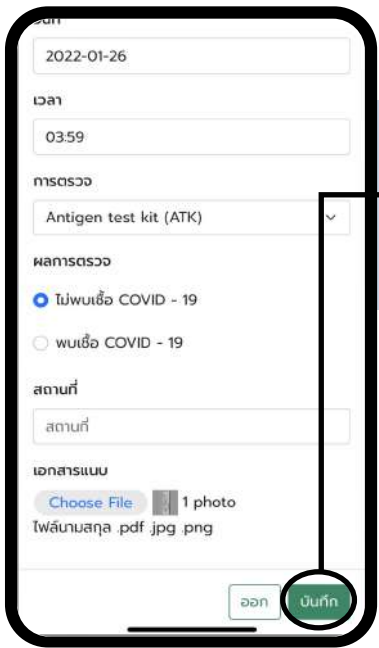 2022-01-26
เวลา
03:59
การตรวจ
Antigen test kit (ATK)
ผลการตรวจ
ไม่พบเชื้อ COVID - 19
พบเชื้อ COVID - 19
สถานที่
สถานที่
เอกสารแนบ
Choose File 1 photo
ไฟล์นามสกุล .pdf .jpg .png
ออก บันทึก